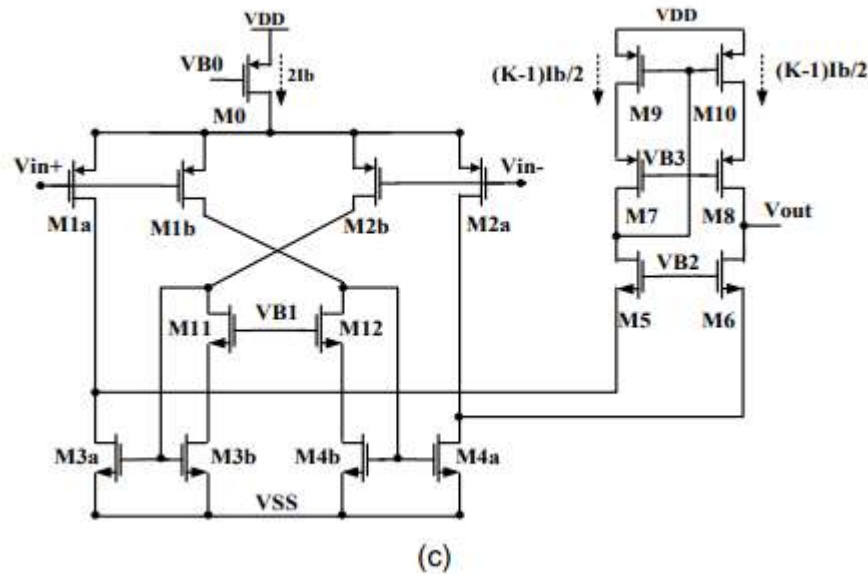 VDD VDD
VB0 2Ib (K-1)Ib/2 (K-1)Ib/2
M0 M9 M10
Vin+ Vin- VB3
M1a M1b M2b M2a M7 M8 Vout
M11 VB1 M12 VB2
M5 M6
M3a M3b M4b M4a
VSS
(c)